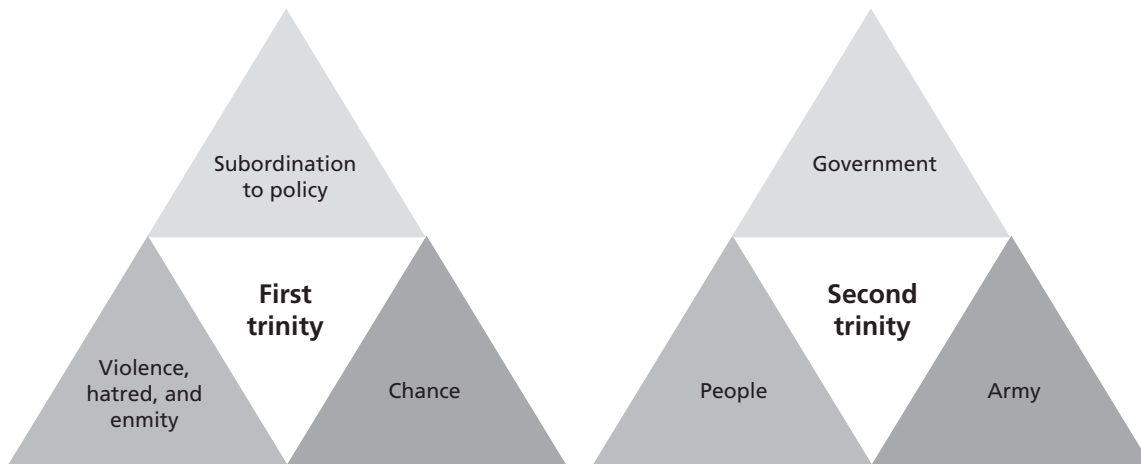 Subordination
to policy
First
trinity
Violence,
hatred, and
enmity
Chance
Government
Second
trinity
People
Army